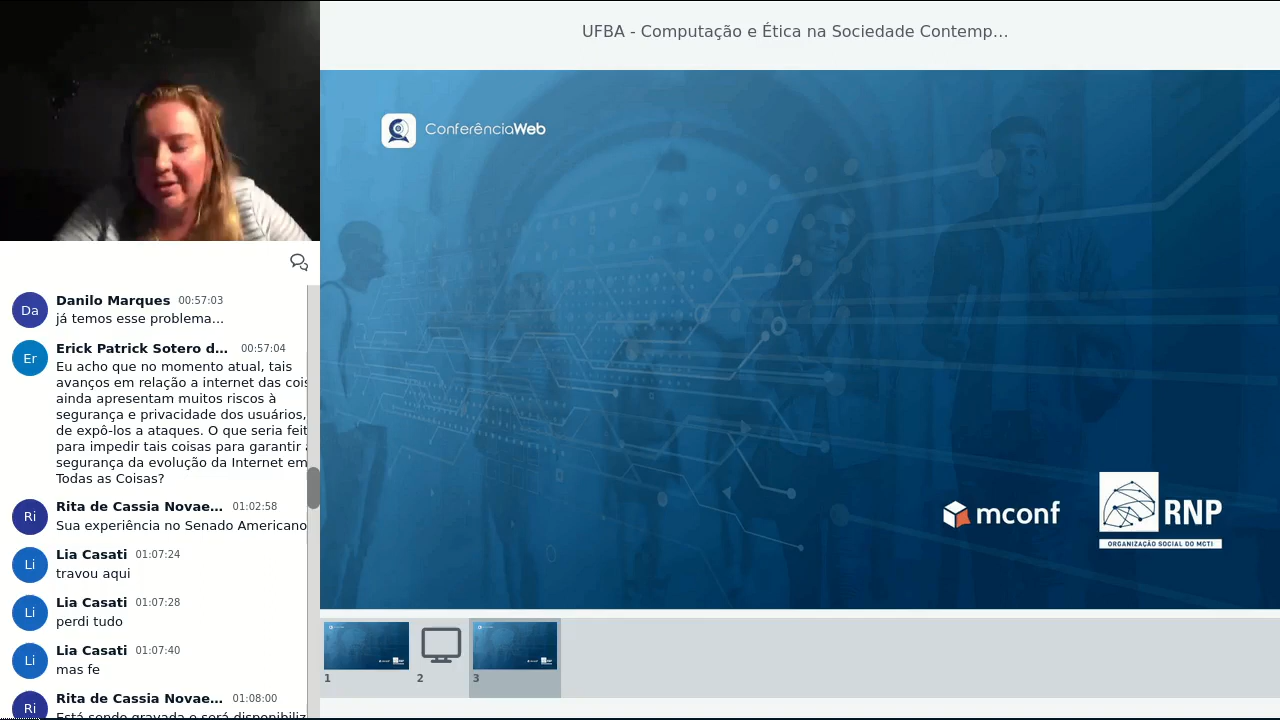 UFBA - Computação e Ética na Sociedade Contemp...
ConferênciaWeb
mconf
RNP
ORGANIZAÇÃO SOCIAL DO MCTI
Da
Danilo Marques 00:57:03
já temos esse problema...
Er
Erick Patrick Sotero d... 00:57:04
Eu acho que no momento atual, tais
avanços em relação a internet das cois
ainda apresentam muitos riscos à
segurança e privacidade dos usuários,
de expô-los a ataques. O que seria feit
para impedir tais coisas para garantir a
segurança da evolução da Internet em
Todas as Coisas?
Ri
Rita de Cassia Novae... 01:02:58
Sua experiência no Senado Americano
Li
Lia Casati 01:07:24
travou aqui
Li
Lia Casati 01:07:28
perdi tudo
Li
Lia Casati 01:07:40
mas fe
Ri
Rita de Cassia Novae... 01:08:00
Está sendo gravada e será disponibiliz
1
2
3